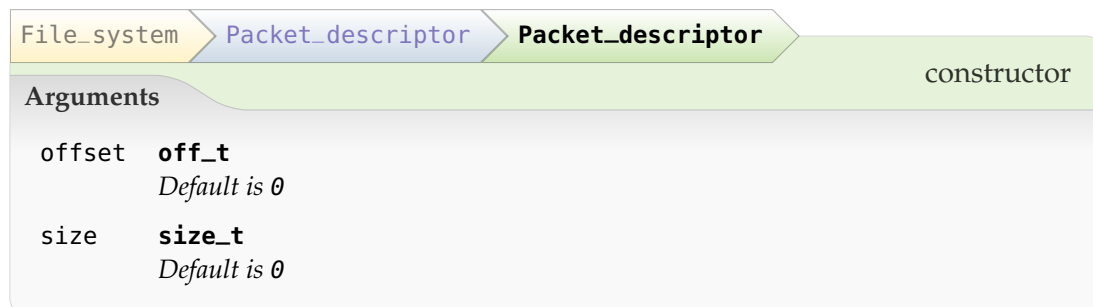 File_system Packet_descriptor Packet_descriptor
constructor
Arguments
offset off_t
Default is 0
size size_t
Default is 0